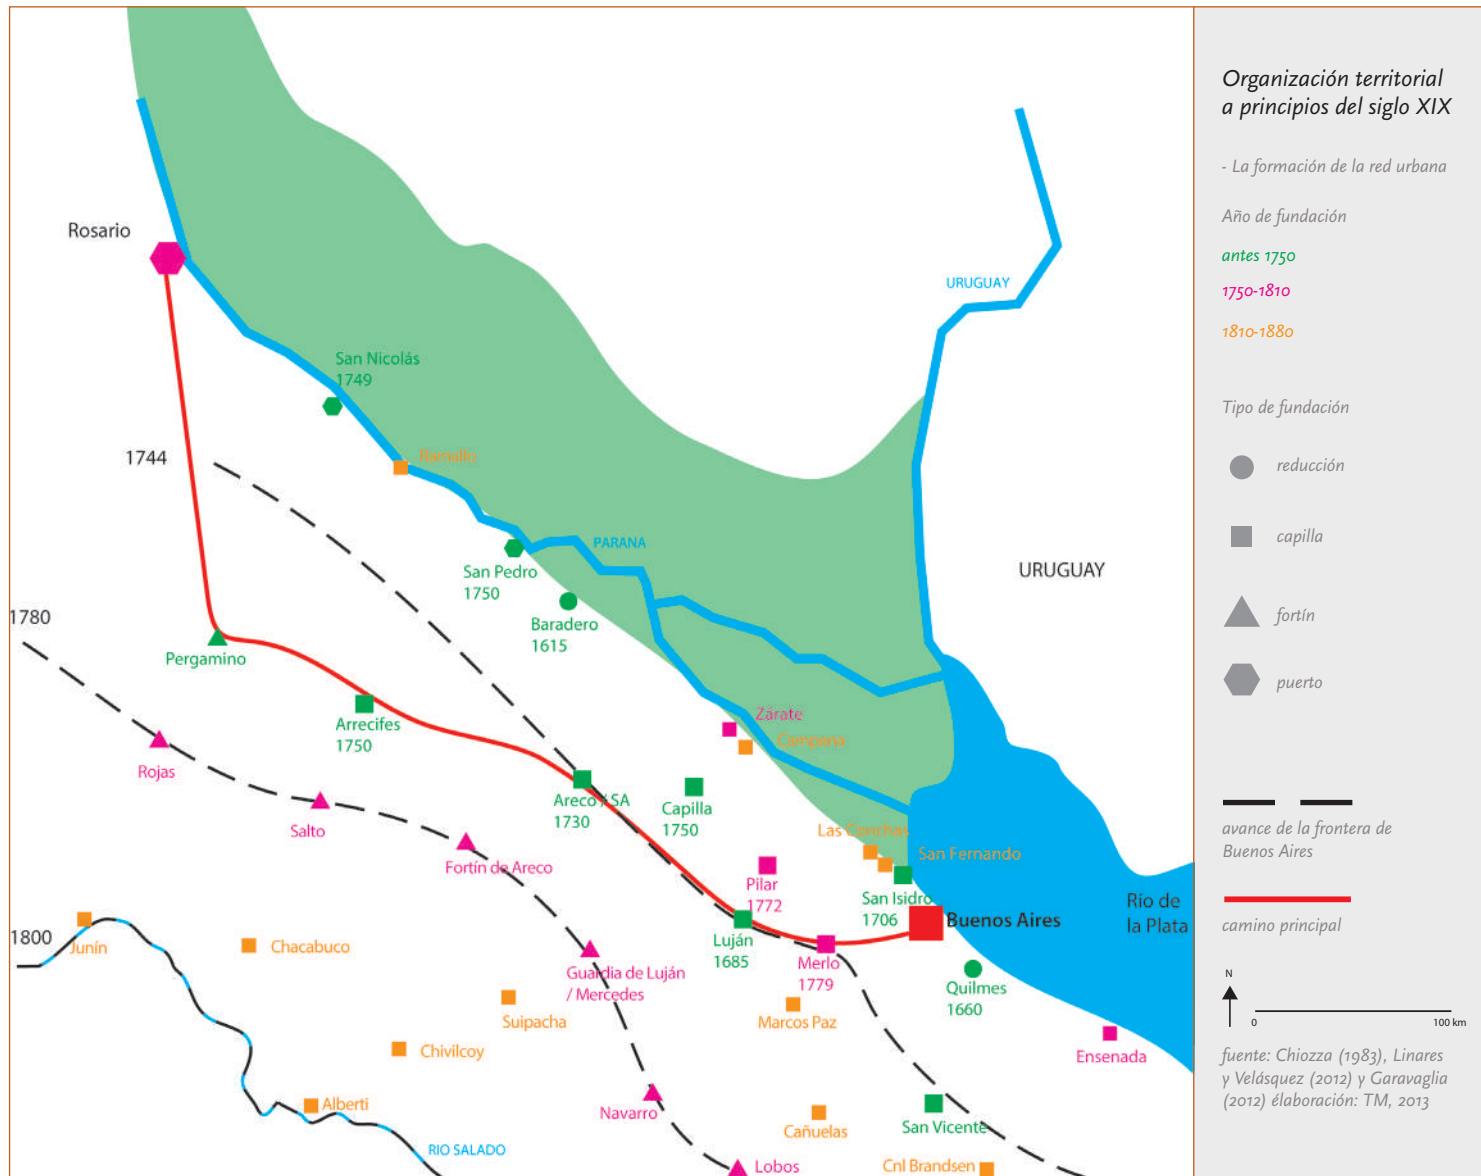 Rosario
San Nicolás
1749
1744
Ramallo
URUGUAY
PARANA
URUGUAY
San Pedro
1750
Baradero
1615
1780
Pergamino
Arrecifes
1750
Rojas
Salto
Fortín de Areco
Areco / SA
1730
Capilla
1750
Zárate
Campana
Las Conchas
San Fernando
San Isidro
1706
Pilar
1772
Buenos Aires
Río de
la Plata
Luján
1685
Merlo
1779
Quilmes
1660
Ensenada
1800
Junín
Chacabuco
Guardia de Luján
/ Mercedes
Suipacha
Marcos Paz
Chivilcoy
Alberti
RIO SALADO
Navarro
Cañuelas
San Vicente
Lobos
Cnl Brandsen
Organización territorial
a principios del siglo XIX
- La formación de la red urbana
Año de fundación
antes 1750
1750-1810
1810-1880
Tipo de fundación
reducción
capilla
fortín
puerto
avance de la frontera de
Buenos Aires
camino principal
N
0 100 km
fuente: Chiozza (1983), Linares
y Velásquez (2012) y Garavaglia
(2012) élaboración: TM, 2013